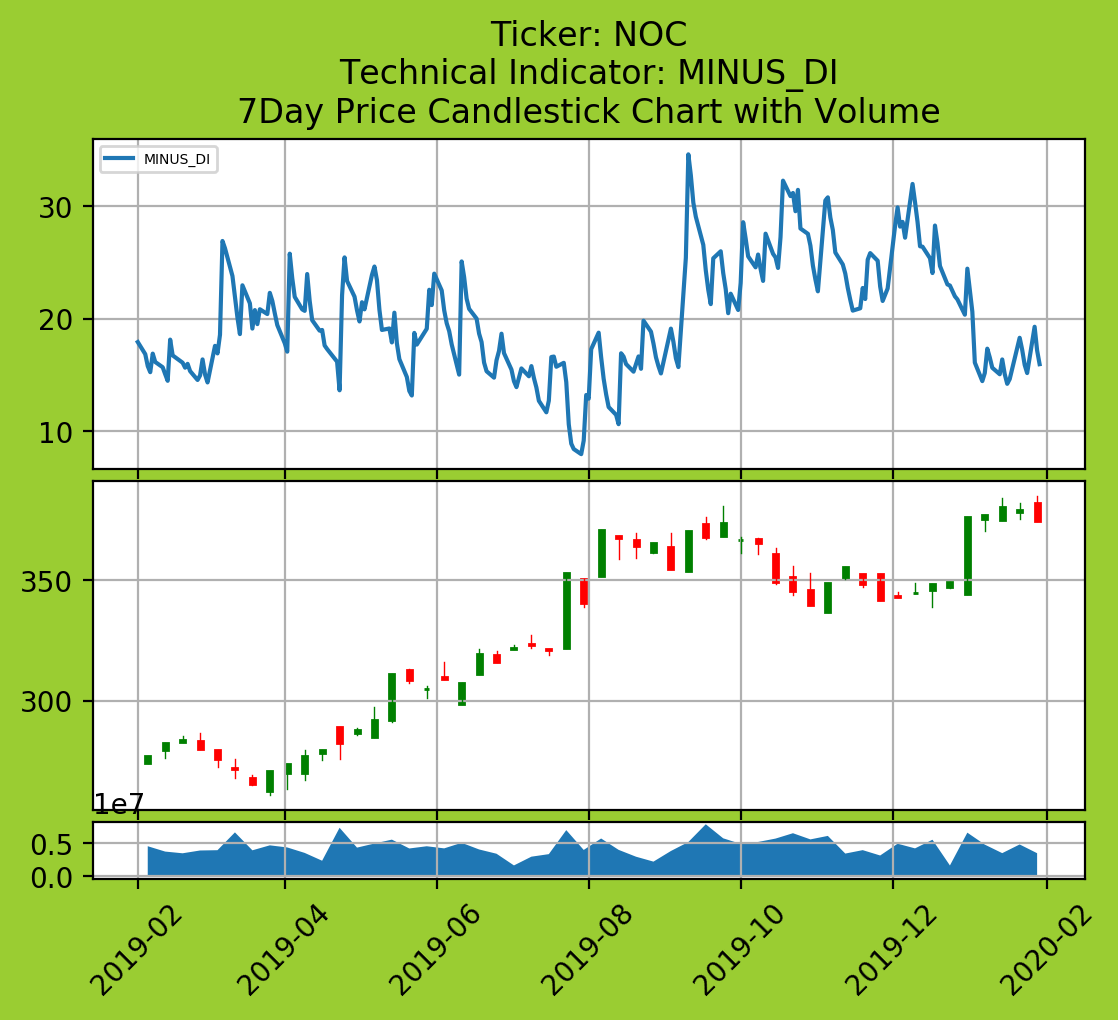 Ticker: NOC
Technical Indicator: MINUS_DI
7Day Price Candlestick Chart with Volume
MINUS_DI
30
20
10
350
300
1e7
0.5
0.0
2019-02
2019-04
2019-06
2019-08
2019-10
2019-12
2020-02